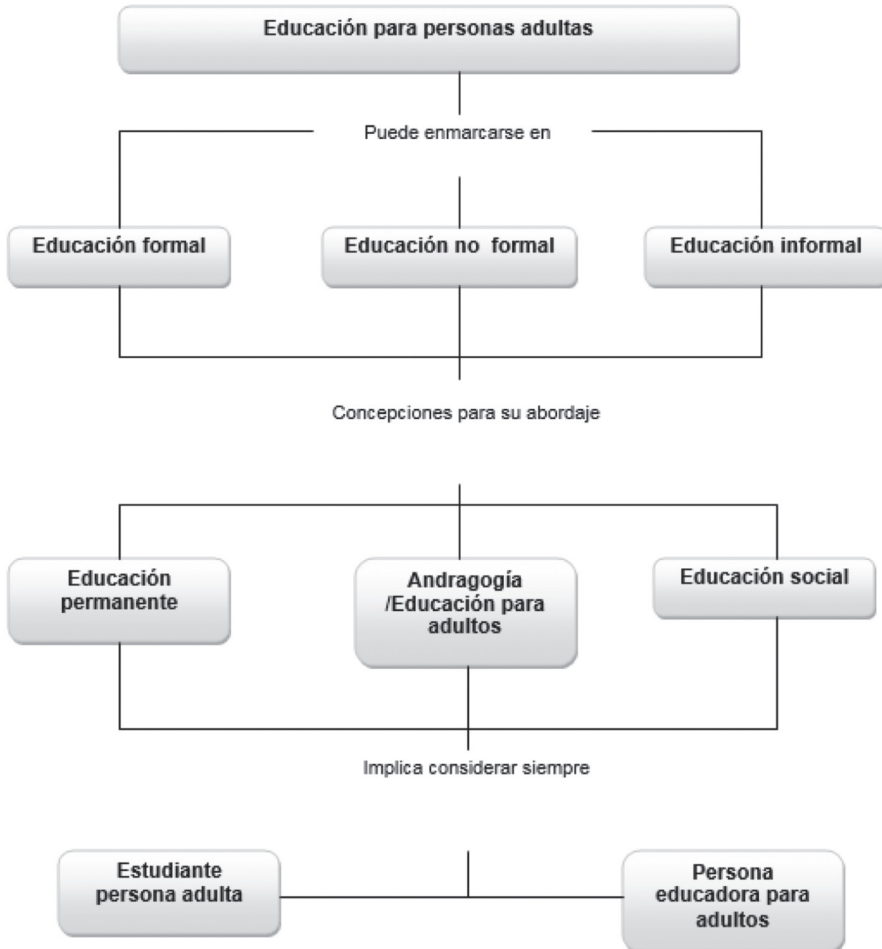 Educación para personas adultas
Puede enmarcarse en
Educación formal
Educación no formal
Educación informal
Concepciones para su abordaje
Educación
permanente
Andragogía
/Educación para
adultos
Educación social
Implica considerar siempre
Estudiante
persona adulta
Persona
educadora para
adultos